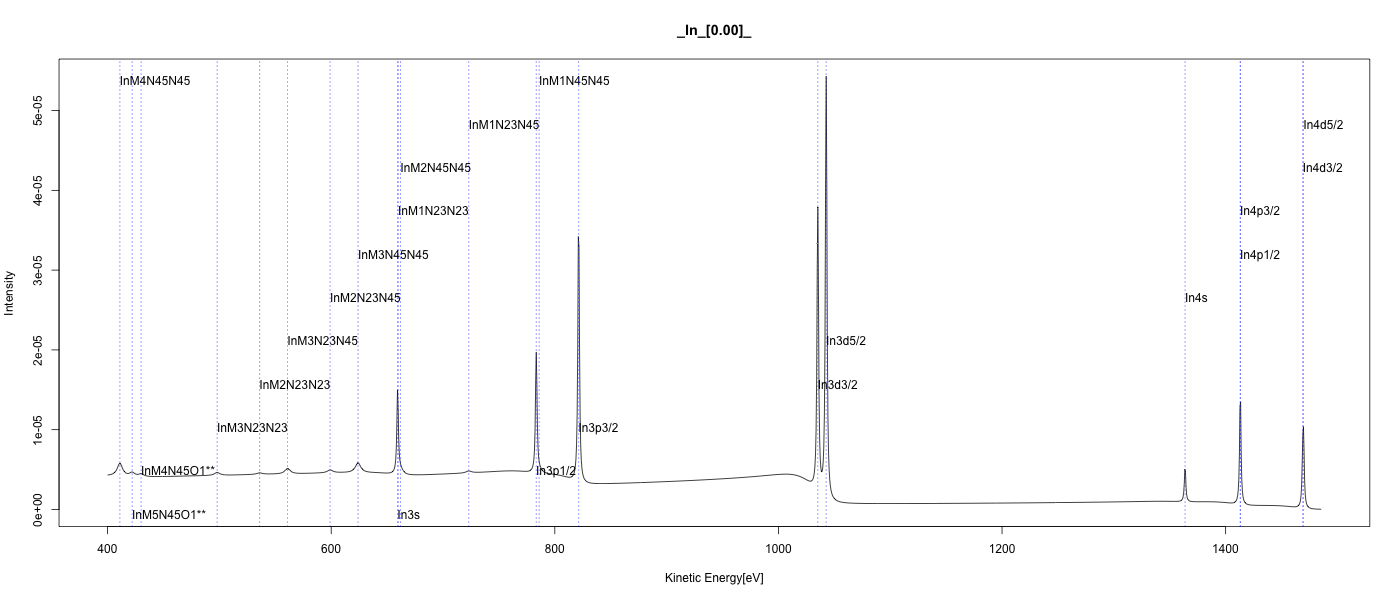 _In_[0.00]_
InM4N45N45
InM1N45N45
5e-05
InM1N23N45
In4d5/2
InM2N45N45
In4d3/2
4e-05
InM1N23N23
In4p3/2
InM3N45N45
In4p1/2
3e-05
InM2N23N45
In4s
Intensity
InM3N23N45
In3d5/2
2e-05
InM2N23N23
In3d3/2
InM3N23N23
In3p3/2
1e-05
InM4N45O1**
In3p1/2
0e+00
InM5N45O1**
In3s
400
600
800
1000
1200
1400
Kinetic Energy[eV]